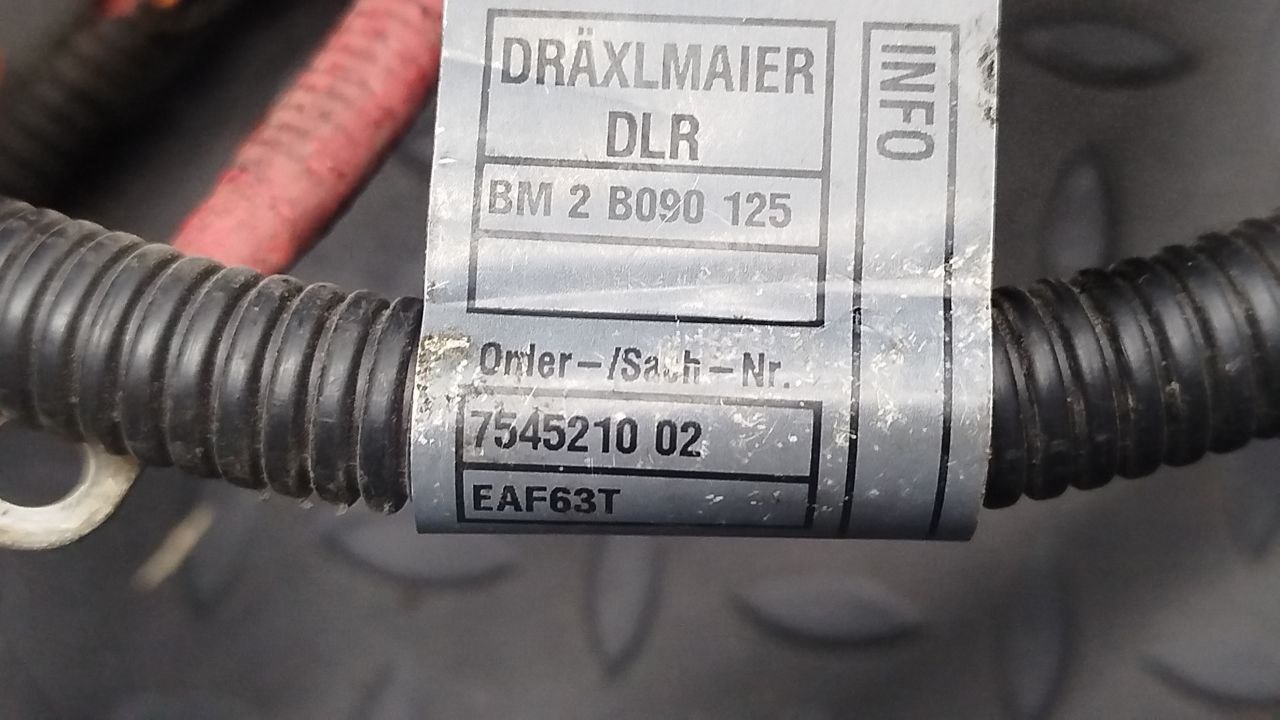 DRÄXLMAIER
DLR
BM 2 B090 125
Order-/Sach-Nr.
7545210 02
EAF63T
INFO